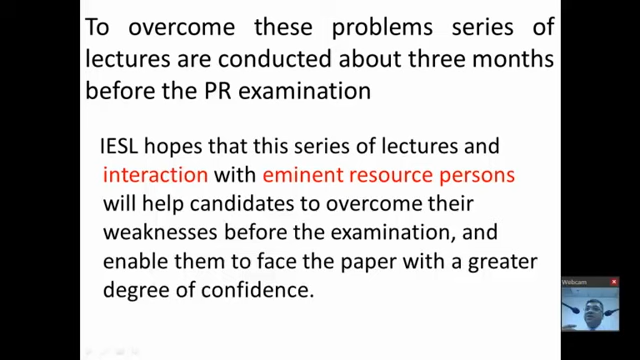 To overcome these problems series of
lectures are conducted about three months
before the PR examination
IESL hopes that this series of lectures and
interaction with eminent resource persons
will help candidates to overcome their
weaknesses before the examination, and
enable them to face the paper with a greater
degree of confidence.
Webcam